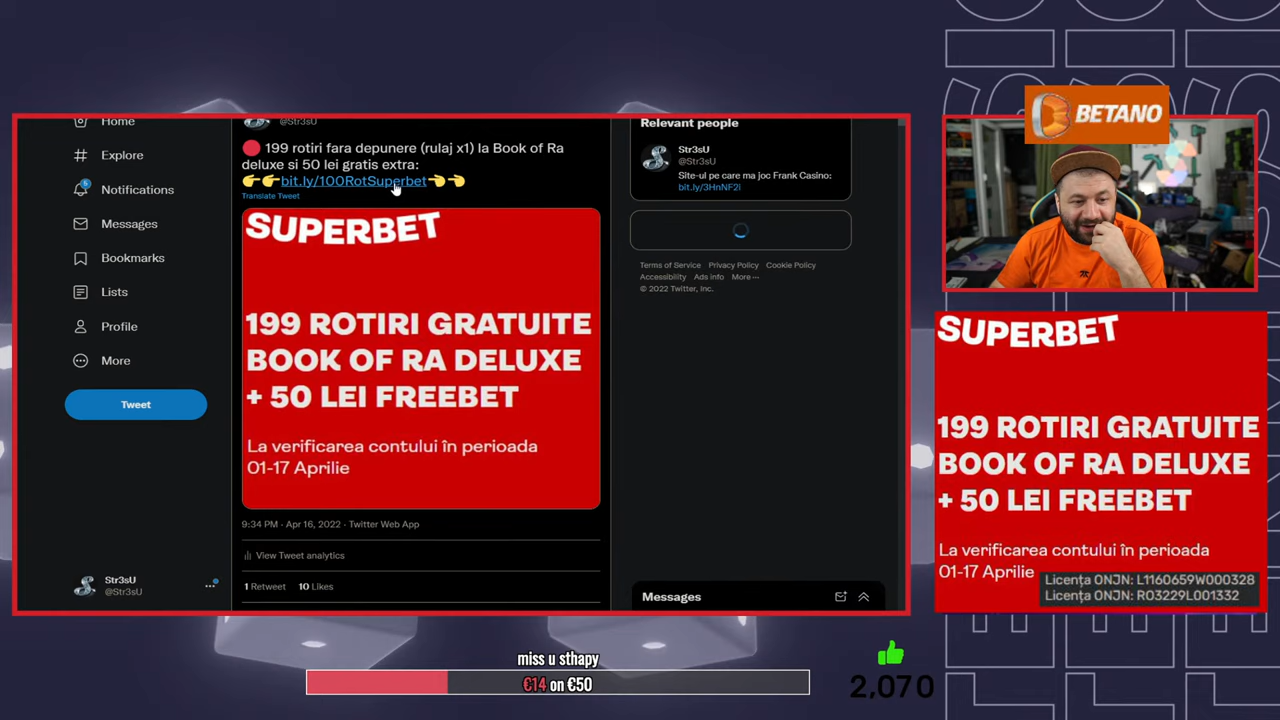 Home
Explore
5
Notifications
Messages
Bookmarks
Lists
Profile
More
Tweet
Str3sU
@Str3sU
@Str3sU
199 rotiri fara depunere (rulaj x1) la Book of Ra
deluxe si 50 lei gratis extra:
bit.ly/100RotSuperbet
Translate Tweet
SUPERBET
199 ROTIRI GRATUITE
BOOK OF RA DELUXE
+ 50 LEI FREEBET
La verificarea contului în perioada
01-17 Aprilie
9:34 PM · Apr 16, 2022 · Twitter Web App
View Tweet analytics
1 Retweet 10 Likes
Relevant people
Str3sU
@Str3sU
Site-ul pe care ma joc Frank Casino:
bit.ly/3HnNF2i
Terms of Service Privacy Policy Cookie Policy
Accessibility Ads info More ···
© 2022 Twitter, Inc.
Messages
BETANO
SUPERBET
199 ROTIRI GRATUITE
BOOK OF RA DELUXE
+ 50 LEI FREEBET
La verificarea contului în perioada
01-17 Aprilie
Licența ONJN: L1160659W000328
Licența ONJN: R03229L001332
miss u sthapy
€14 on €50
2,070